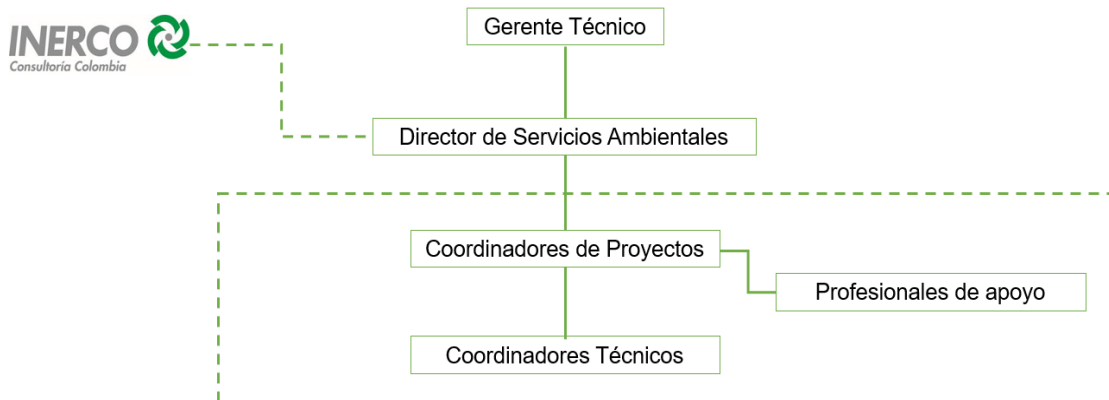 INERCO
Consultoría Colombia
Gerente Técnico
Director de Servicios Ambientales
Coordinadores de Proyectos
Profesionales de apoyo
Coordinadores Técnicos